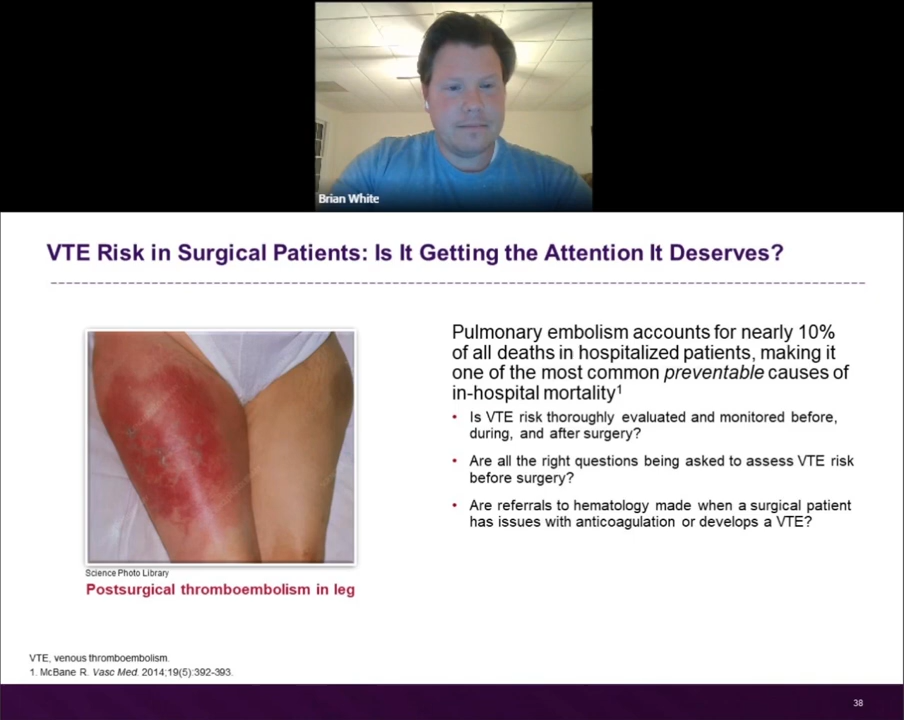 Brian White
VTE Risk in Surgical Patients: Is It Getting the Attention It Deserves?
Pulmonary embolism accounts for nearly 10%
of all deaths in hospitalized patients, making it
one of the most common preventable causes of
in-hospital mortality¹
• Is VTE risk thoroughly evaluated and monitored before,
during, and after surgery?
• Are all the right questions being asked to assess VTE risk
before surgery?
• Are referrals to hematology made when a surgical patient
has issues with anticoagulation or develops a VTE?
Science Photo Library
Postsurgical thromboembolism in leg
VTE, venous thromboembolism.
1. McBane R. Vasc Med. 2014;19(5):392-393.
38